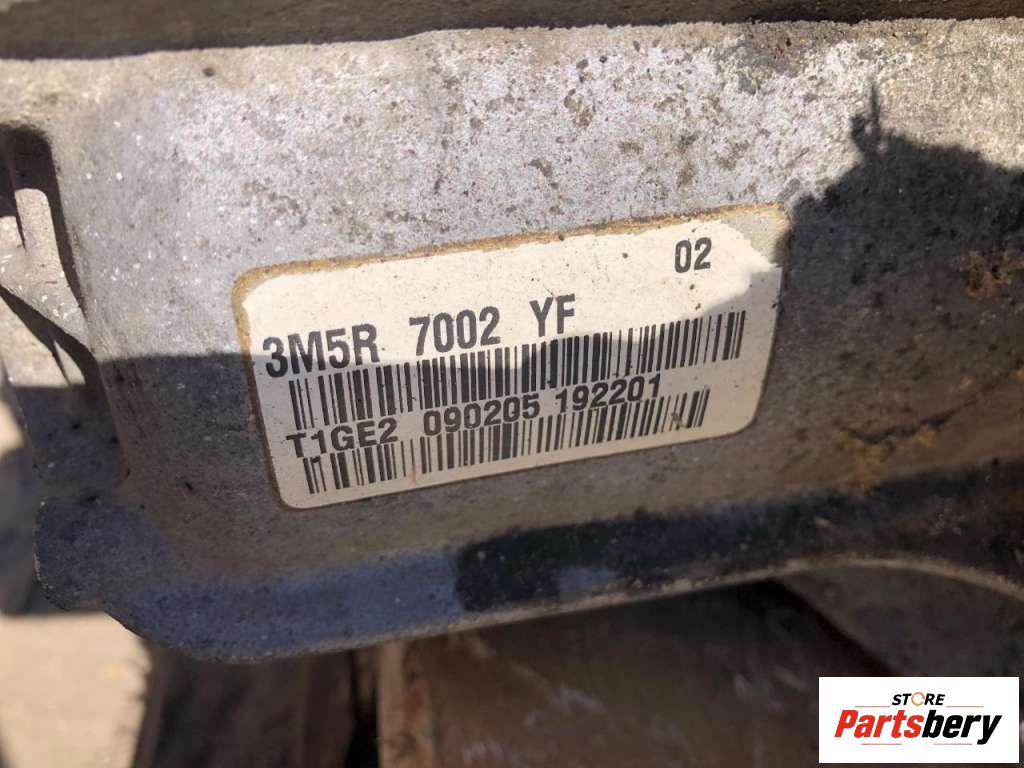 02
3M5R 7002 YF
T1GE2 090205 192201
STORE
Partsbery